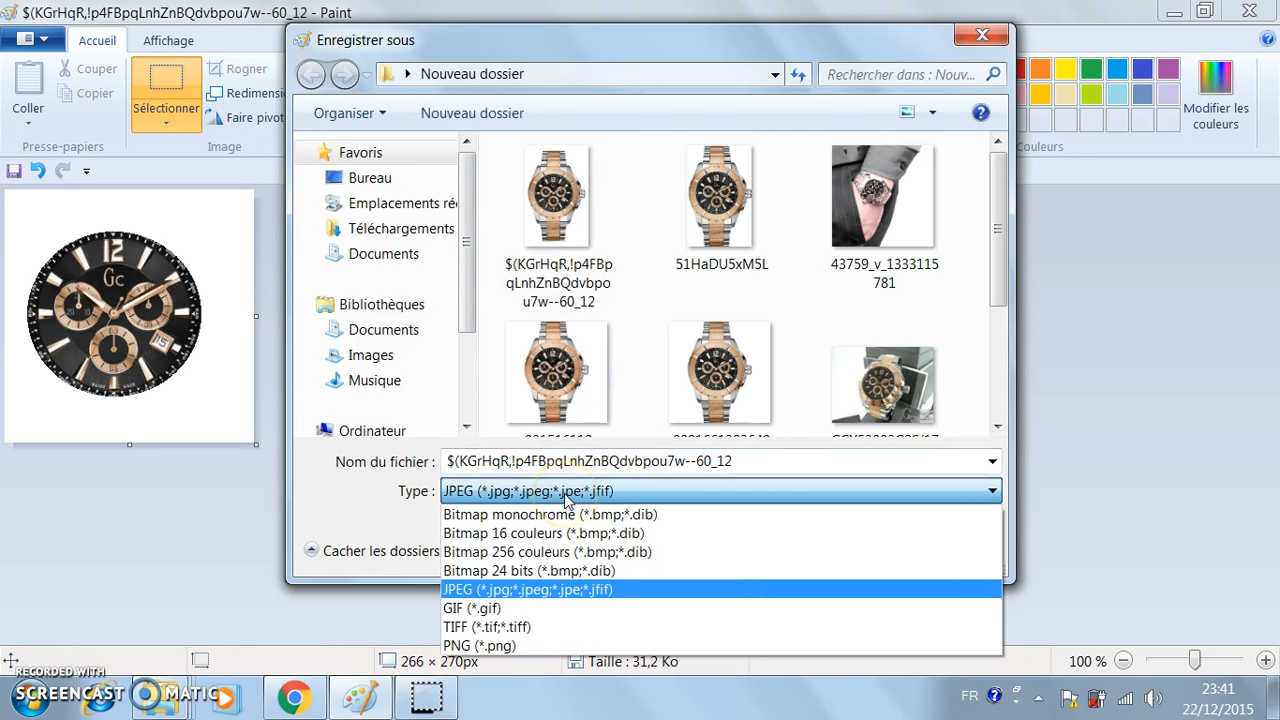 $(KGrHqR,!p4FBpqLnhZnBQdvbpou7w--60_12 - Paint
Enregistrer sous
Accueil
Affichage
Coller
Couper
Copier
Presse-papiers
Sélectionner
Rogner
Redimensi
Faire pivot
Image
Modifier les
couleurs
Couleurs
Nouveau dossier
Rechercher dans : Nouv...
Organiser
Nouveau dossier
Favoris
Bureau
Emplacements ré
Téléchargements
Documents
Bibliothèques
Documents
Images
Musique
Ordinateur
$(KGrHqR,!p4FBp
qLnhZnBQdvbpo
u7w--60_12
51HaDU5xM5L
43759_v_1333115
781
Gc
15
Nom du fichier :
$(KGrHqR,!p4FBpqLnhZnBQdvbpou7w--60_12
Type :
JPEG (*.jpg;*.jpeg;*.jpe;*.jfif)
Bitmap monochrome (*.bmp;*.dib)
Bitmap 16 couleurs (*.bmp;*.dib)
Bitmap 256 couleurs (*.bmp;*.dib)
Bitmap 24 bits (*.bmp;*.dib)
JPEG (*.jpg;*.jpeg;*.jpe;*.jfif)
GIF (*.gif)
TIFF (*.tif;*.tiff)
PNG (*.png)
Cacher les dossiers
266 × 270px
Taille : 31,2 Ko
100 %
RECORDED WITH
SCREENCAST MATIC
FR
23:41
22/12/2015